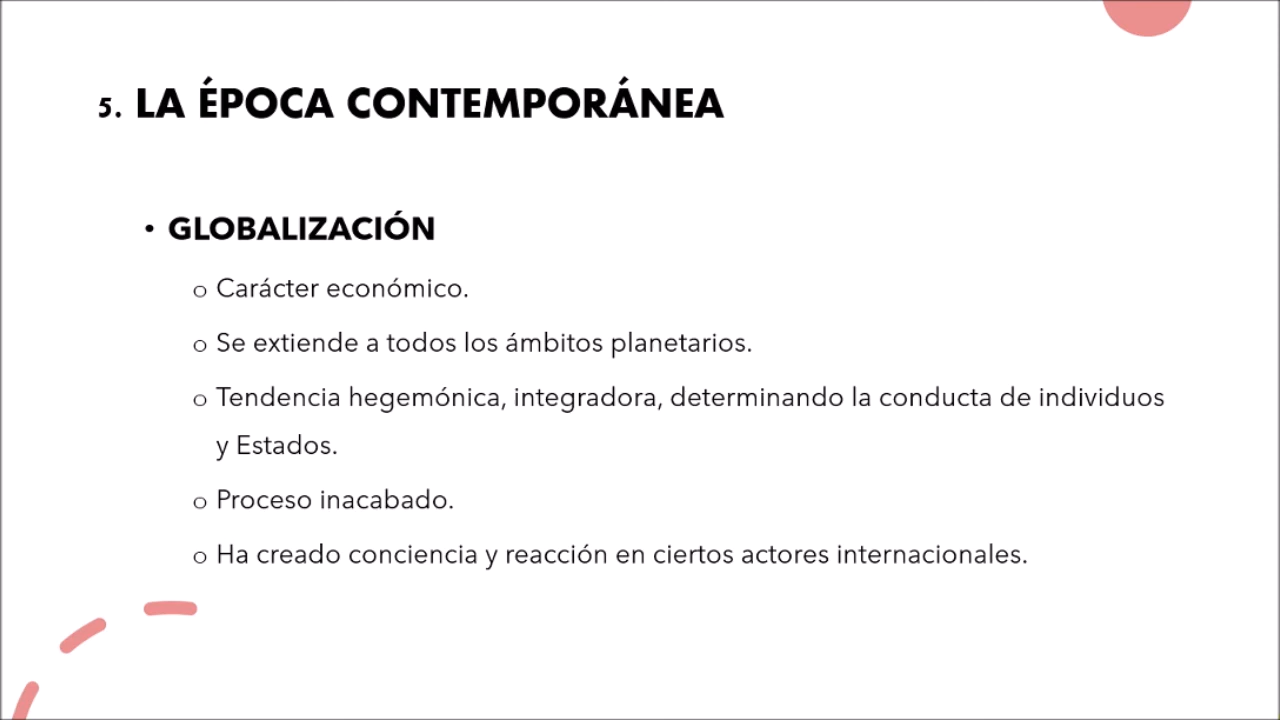 5. LA ÉPOCA CONTEMPORÁNEA
• GLOBALIZACIÓN
o Carácter económico.
o Se extiende a todos los ámbitos planetarios.
o Tendencia hegemónica, integradora, determinando la conducta de individuos
y Estados.
o Proceso inacabado.
o Ha creado conciencia y reacción en ciertos actores internacionales.